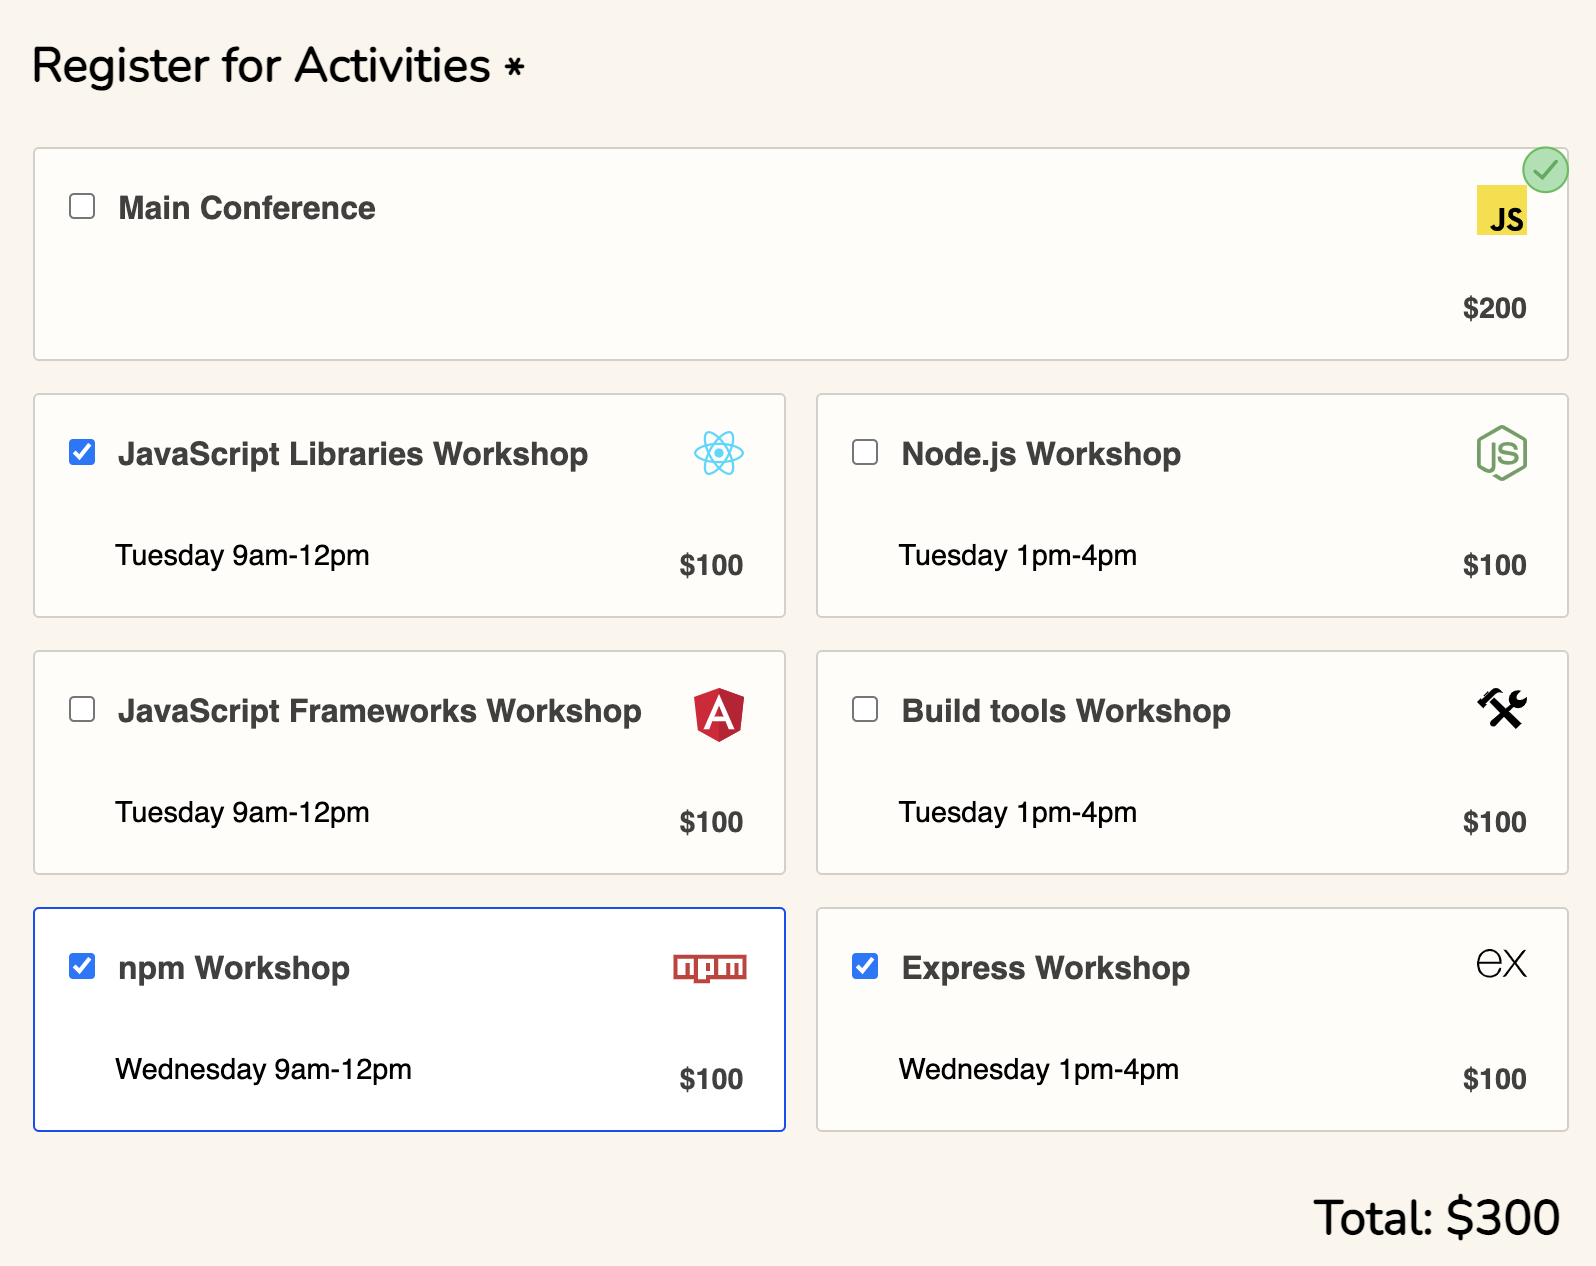 Register for Activities *
Main Conference
JS
$200
JavaScript Libraries Workshop
Tuesday 9am-12pm
$100
Node.js Workshop
JS
Tuesday 1pm-4pm
$100
JavaScript Frameworks Workshop
A
Tuesday 9am-12pm
$100
Build tools Workshop
Tuesday 1pm-4pm
$100
npm Workshop
npm
Wednesday 9am-12pm
$100
Express Workshop
ex
Wednesday 1pm-4pm
$100
Total: $300